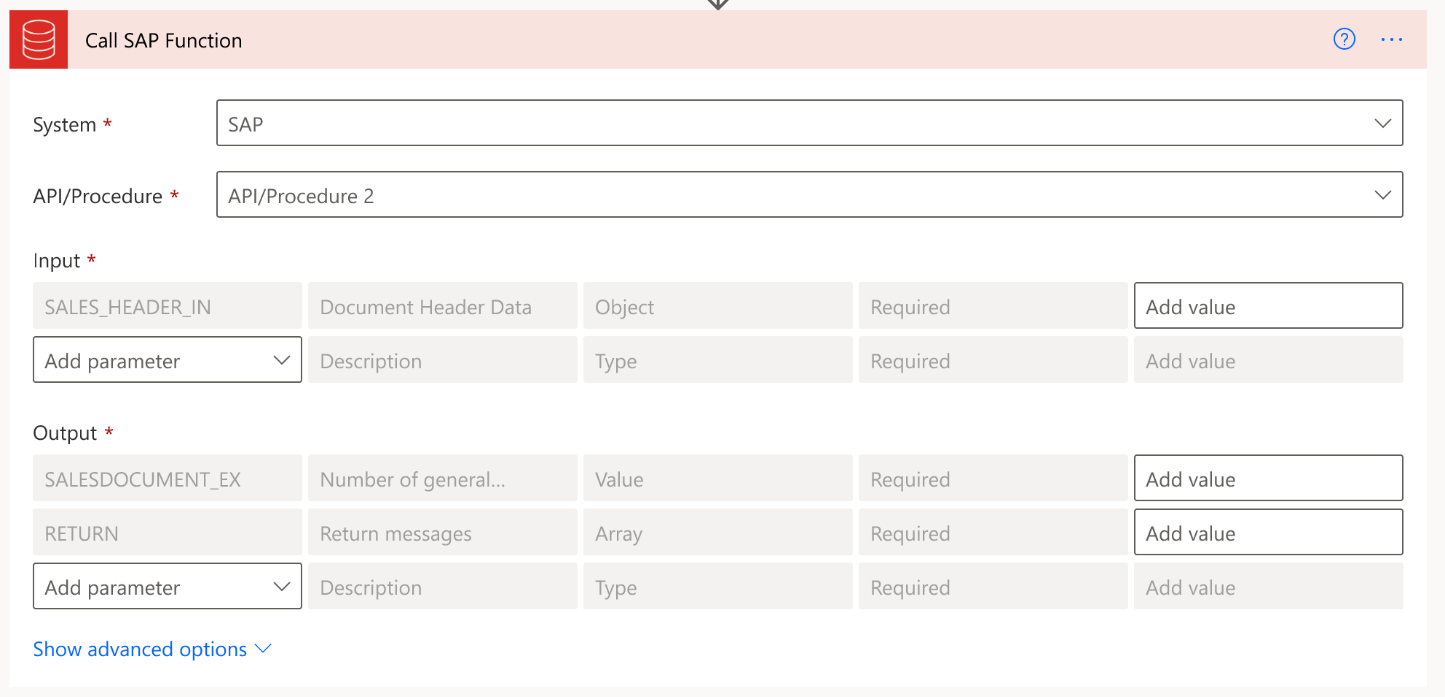 Call SAP Function
System * SAP
API/Procedure * API/Procedure 2
Input *
SALES_HEADER_IN Document Header Data Object Required Add value
Add parameter Description Type Required Add value
Output *
SALESDOCUMENT_EX Number of general... Value Required Add value
RETURN Return messages Array Required Add value
Add parameter Description Type Required Add value
Show advanced options